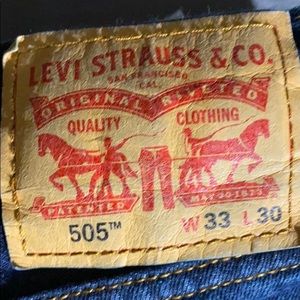 LEVI STRAUSS & CO.
SAN FRANCISCO
CAL.
ORIGINAL RIVETED
QUALITY CLOTHING
PATENTED MAY 20 1873
505™ W 33 L 30